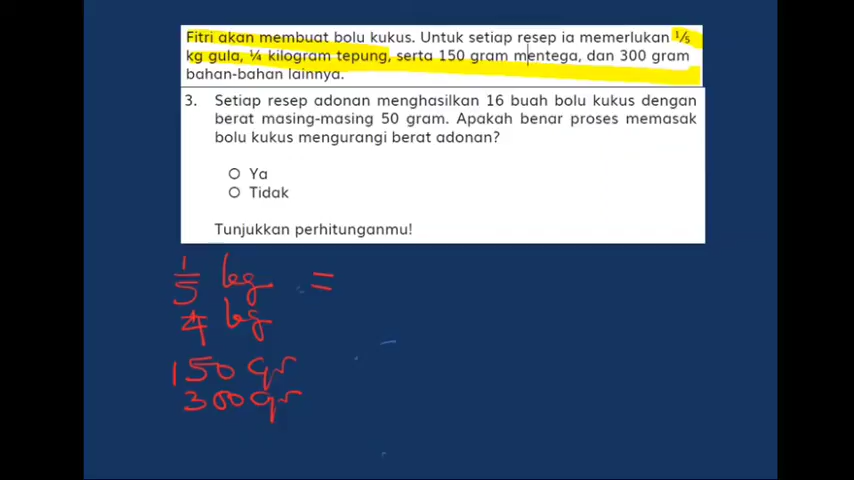 Fitri akan membuat bolu kukus. Untuk setiap resep ia memerlukan ⅕
kg gula, ¼ kilogram tepung, serta 150 gram mentega, dan 300 gram
bahan-bahan lainnya.
3. Setiap resep adonan menghasilkan 16 buah bolu kukus dengan
berat masing-masing 50 gram. Apakah benar proses memasak
bolu kukus mengurangi berat adonan?
Ya
Tidak
Tunjukkan perhitunganmu!
1/5 kg =
4 kg
150 gr
300 gr